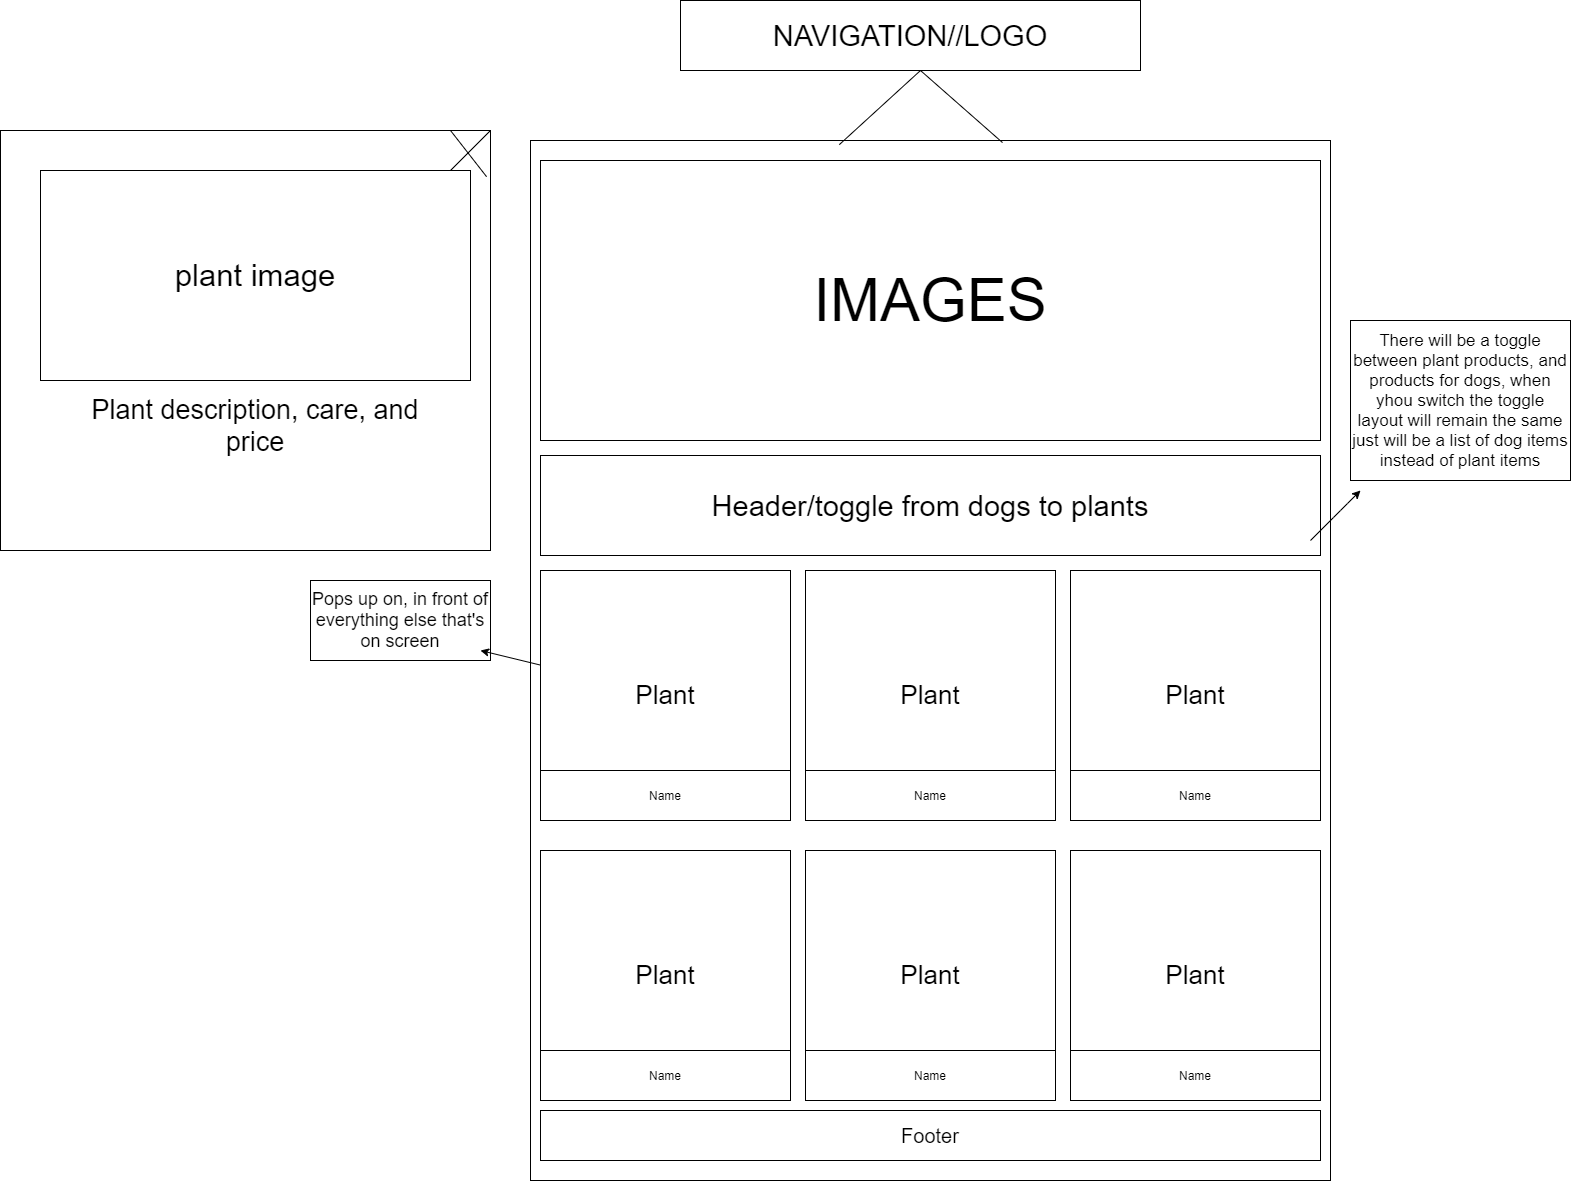 NAVIGATION//LOGO
plant image
Plant description, care, and
price
IMAGES
There will be a toggle
between plant products, and
products for dogs, when
yhou switch the toggle
layout will remain the same
just will be a list of dog items
instead of plant items
Header/toggle from dogs to plants
Pops up on, in front of
everything else that's
on screen
Plant
Plant
Plant
Name
Name
Name
Plant
Plant
Plant
Name
Name
Name
Footer